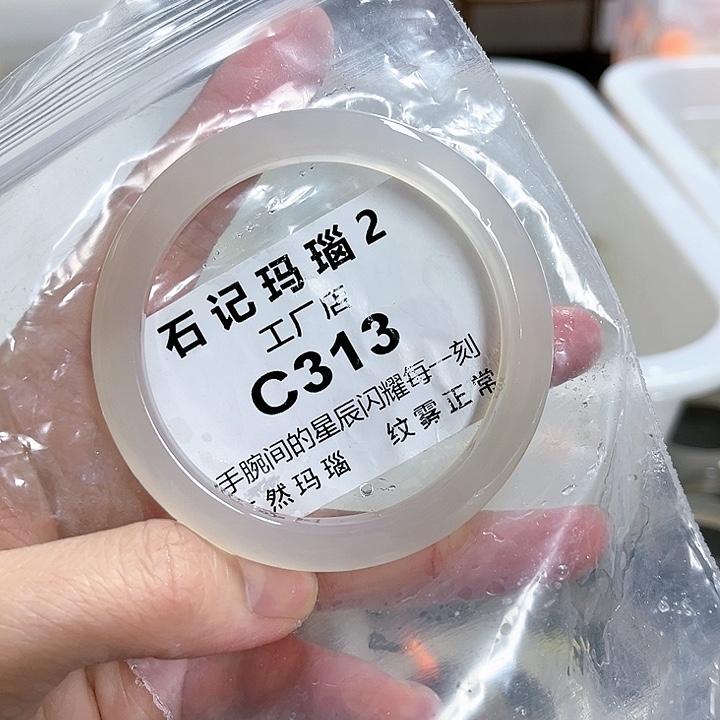 石记玛瑙2
工厂店
C313
手腕间的星辰闪耀每一刻
然玛瑙 纹雾正常